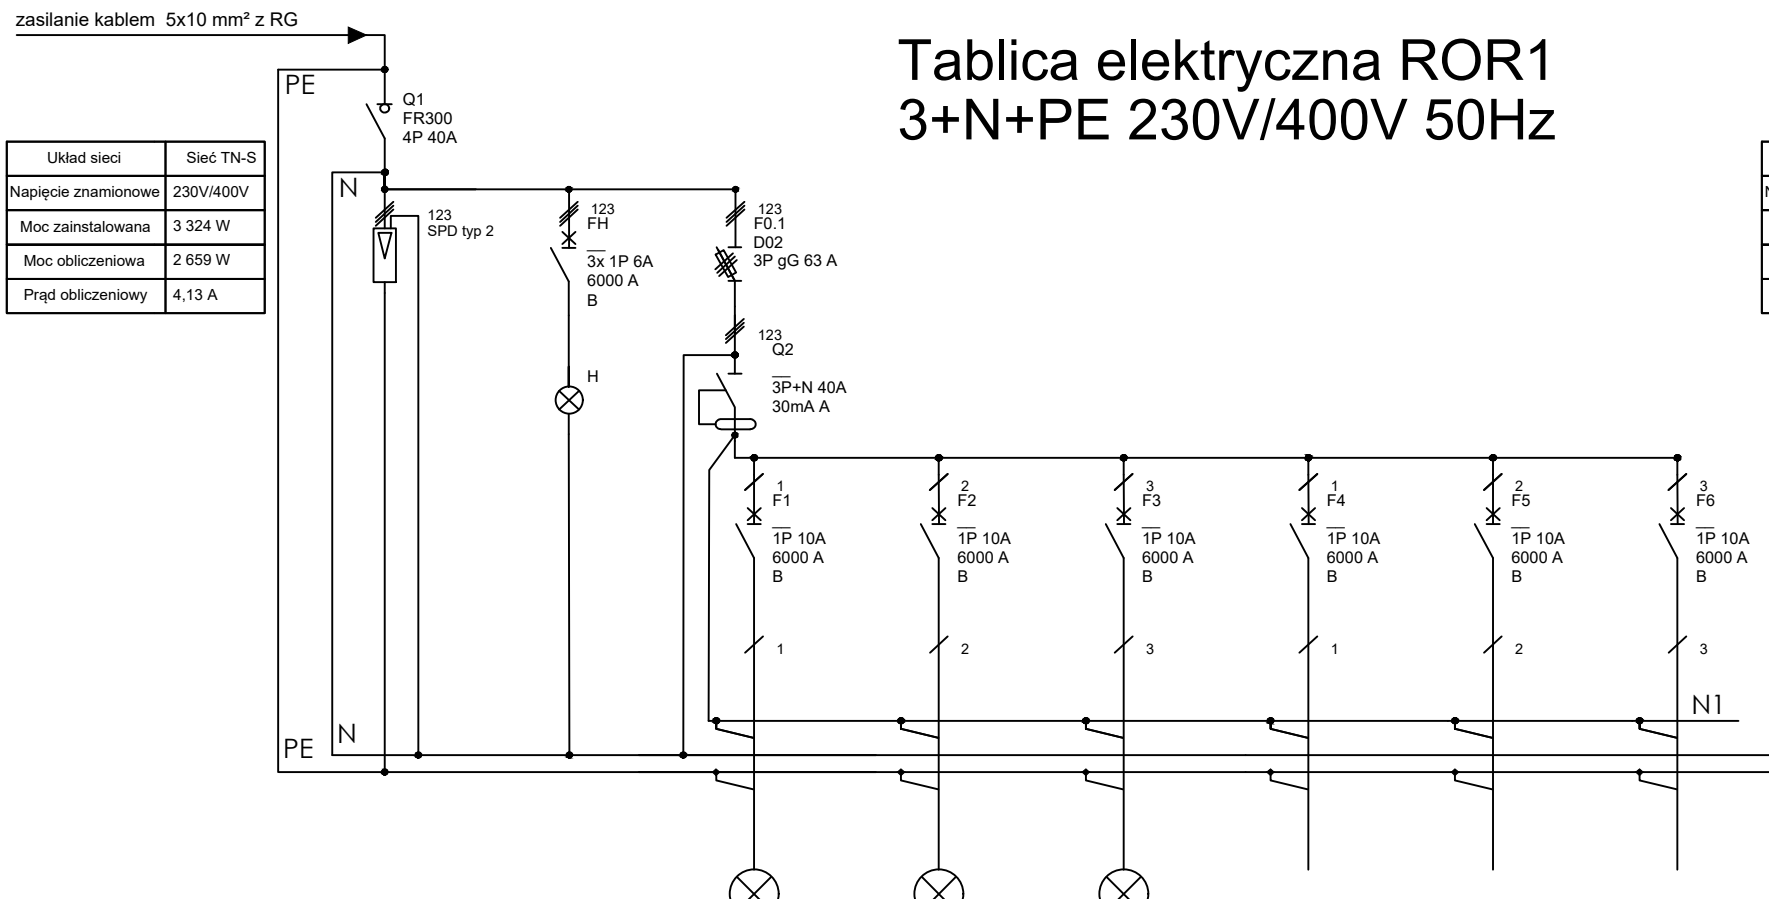 zasilanie kablem 5x10 mm² z RG
Tablica elektryczna ROR1
3+N+PE 230V/400V 50Hz
PE
Q1
FR300
4P 40A
Układ sieci Sieć TN-S
Napięcie znamionowe 230V/400V
Moc zainstalowana 3 324 W
Moc obliczeniowa 2 659 W
Prąd obliczeniowy 4,13 A
N
N
123
SPD typ 2
123
FH
3x 1P 6A
6000 A
B
H
123
F0.1
D02
3P gG 63 A
123
Q2
3P+N 40A
30mA A
1
F1
1P 10A
6000 A
B
1
2
F2
1P 10A
6000 A
B
2
3
F3
1P 10A
6000 A
B
3
1
F4
1P 10A
6000 A
B
1
2
F5
1P 10A
6000 A
B
2
3
F6
1P 10A
6000 A
B
3
N1
N
PE